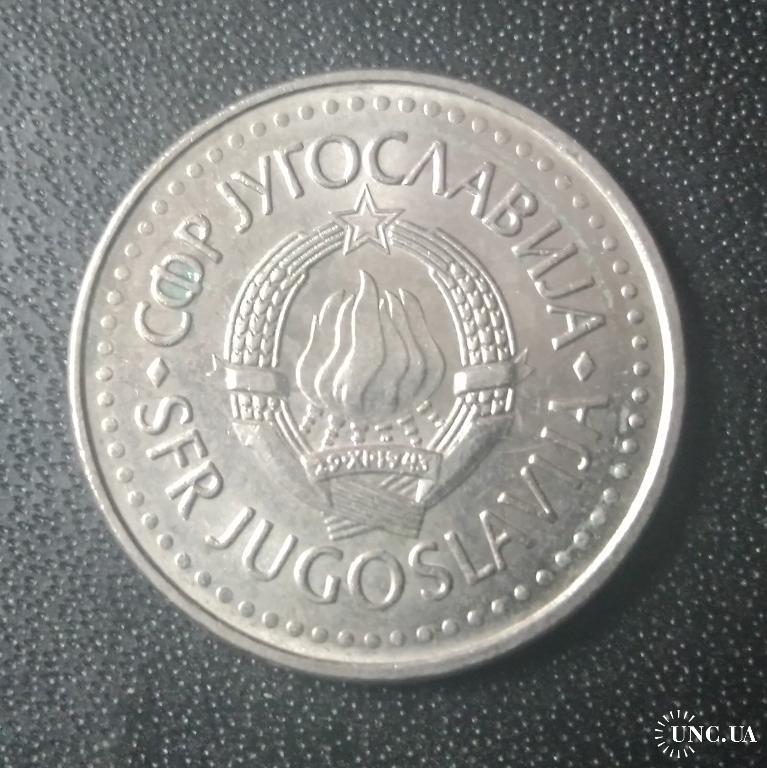 СФР ЈУГОСЛАВИЈА
SFR JUGOSLAVIJA
29·XI·1943
UNC.UA